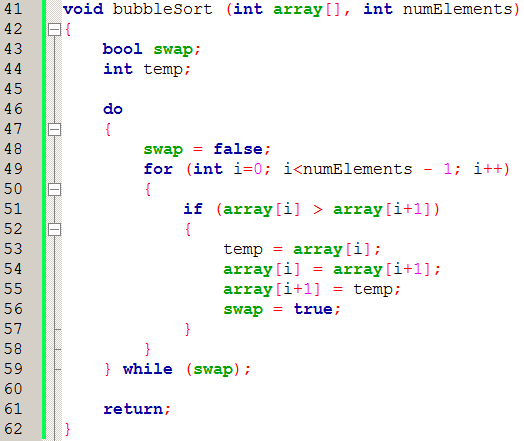 41 void bubbleSort (int array[], int numElements)
42 {
43     bool swap;
44     int temp;
45
46     do
47     {
48         swap = false;
49         for (int i=0; i<numElements - 1; i++)
50         {
51             if (array[i] > array[i+1])
52             {
53                 temp = array[i];
54                 array[i] = array[i+1];
55                 array[i+1] = temp;
56                 swap = true;
57             }
58         }
59     } while (swap);
60
61     return;
62 }